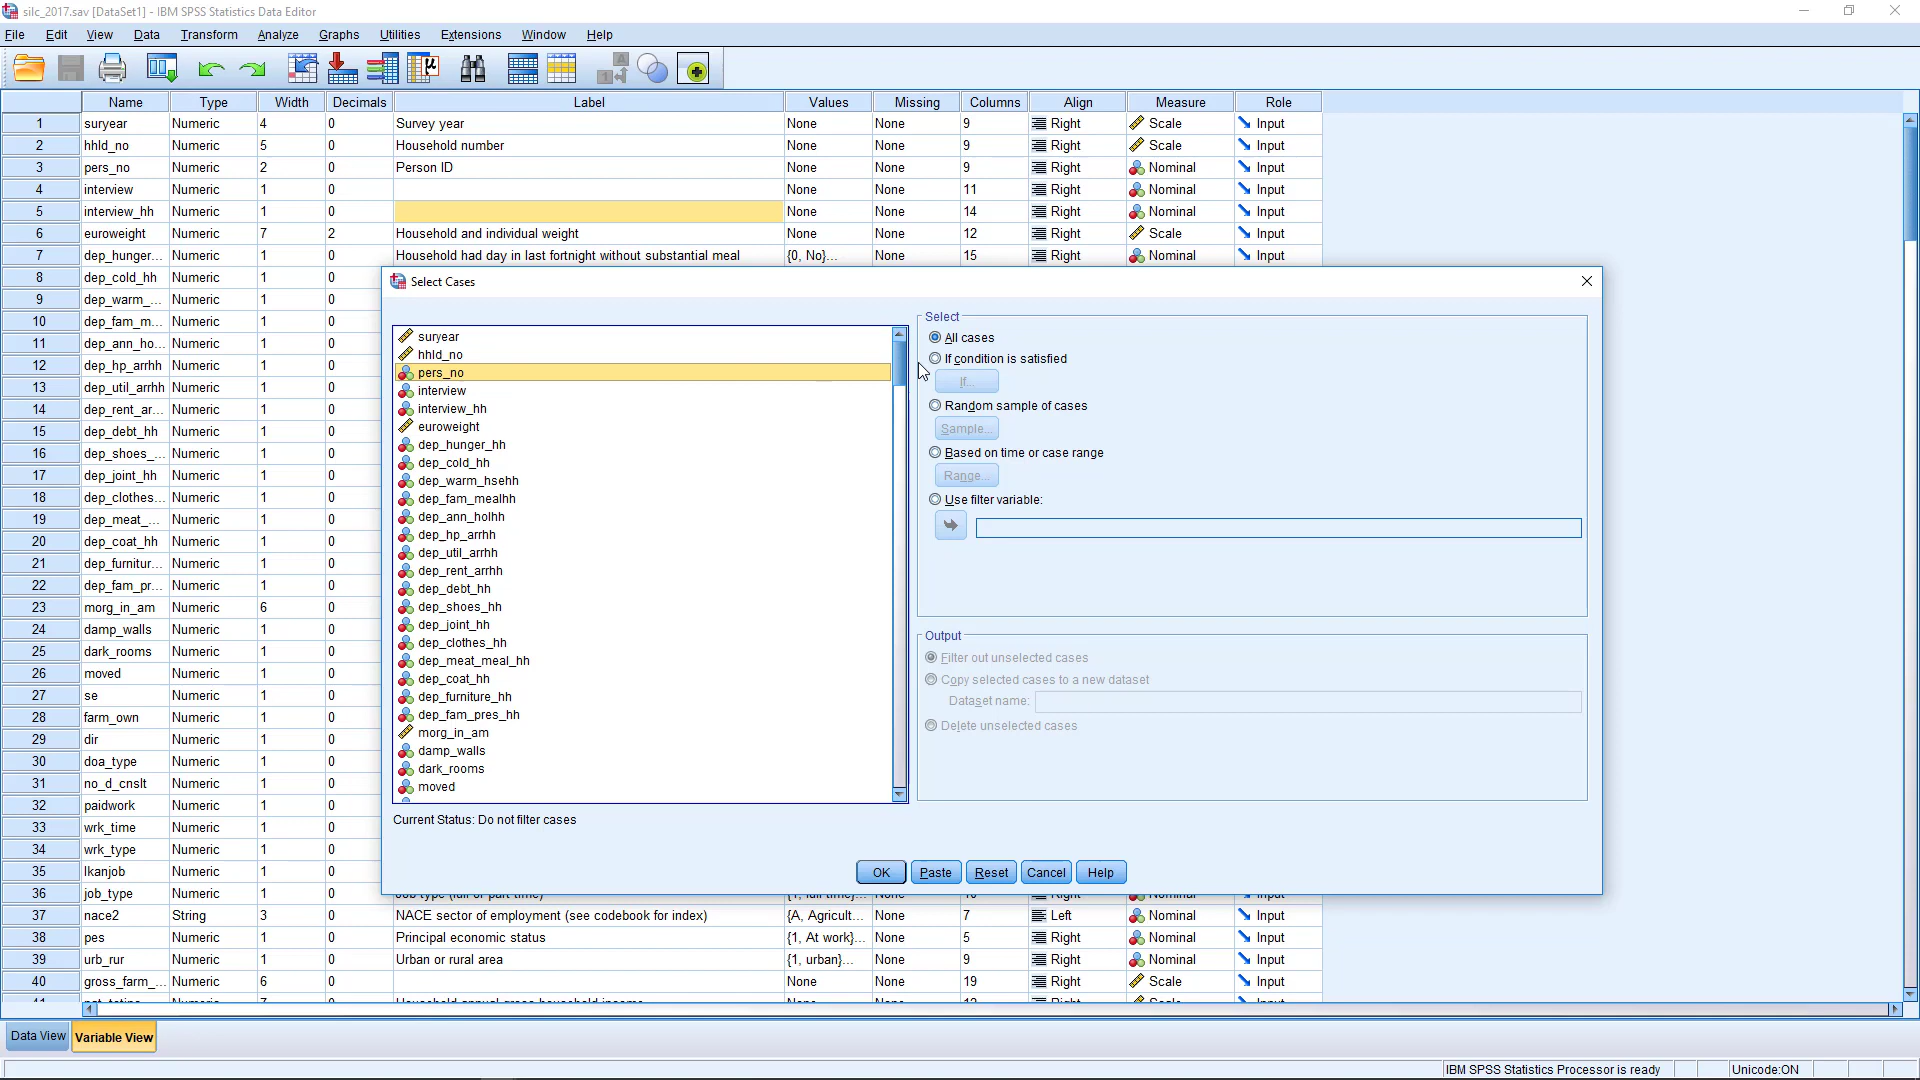 silc_2017.sav [DataSet1] - IBM SPSS Statistics Data Editor
File Edit View Data Transform Analyze Graphs Utilities Extensions Window Help
Name Type Width Decimals Label Values Missing Columns Align Measure Role
1 suryear Numeric 4 0 Survey year None None 9 Right Scale Input
2 hhld_no Numeric 5 0 Household number None None 9 Right Scale Input
3 pers_no Numeric 2 0 Person ID None None 9 Right Nominal Input
4 interview Numeric 1 0 None None 11 Right Nominal Input
5 interview_hh Numeric 1 0 None None 14 Right Nominal Input
6 euroweight Numeric 7 2 Household and individual weight None None 12 Right Scale Input
7 dep_hunger... Numeric 1 0 Household had day in last fortnight without substantial meal {0, No}... None 15 Right Nominal Input
8 dep_cold_hh Numeric 1 0
9 dep_warm_... Numeric 1 0
10 dep_fam_m... Numeric 1 0
11 dep_ann_ho... Numeric 1 0
12 dep_hp_arrhh Numeric 1 0
13 dep_util_arrhh Numeric 1 0
14 dep_rent_ar... Numeric 1 0
15 dep_debt_hh Numeric 1 0
16 dep_shoes_... Numeric 1 0
17 dep_joint_hh Numeric 1 0
18 dep_clothes... Numeric 1 0
19 dep_meat_... Numeric 1 0
20 dep_coat_hh Numeric 1 0
21 dep_furnitur... Numeric 1 0
22 dep_fam_pr... Numeric 1 0
23 morg_in_am Numeric 6 0
24 damp_walls Numeric 1 0
25 dark_rooms Numeric 1 0
26 moved Numeric 1 0
27 se Numeric 1 0
28 farm_own Numeric 1 0
29 dir Numeric 1 0
30 doa_type Numeric 1 0
31 no_d_cnslt Numeric 1 0
32 paidwork Numeric 1 0
33 wrk_time Numeric 1 0
34 wrk_type Numeric 1 0
35 lkanjob Numeric 1 0
36 job_type Numeric 1 0 Job type (full or part time) {1, full time}... None 10 Right Nominal Input
37 nace2 String 3 0 NACE sector of employment (see codebook for index) {A, Agricult... None 7 Left Nominal Input
38 pes Numeric 1 0 Principal economic status {1, At work}... None 5 Right Nominal Input
39 urb_rur Numeric 1 0 Urban or rural area {1, urban}... None 9 Right Nominal Input
40 gross_farm_... Numeric 6 0 None None 19 Right Scale Input
Select Cases
suryear
hhld_no
pers_no
interview
interview_hh
euroweight
dep_hunger_hh
dep_cold_hh
dep_warm_hsehh
dep_fam_mealhh
dep_ann_holhh
dep_hp_arrhh
dep_util_arrhh
dep_rent_arrhh
dep_debt_hh
dep_shoes_hh
dep_joint_hh
dep_clothes_hh
dep_meat_meal_hh
dep_coat_hh
dep_furniture_hh
dep_fam_pres_hh
morg_in_am
damp_walls
dark_rooms
moved
Current Status: Do not filter cases
Select
All cases
If condition is satisfied
If...
Random sample of cases
Sample...
Based on time or case range
Range...
Use filter variable:
Output
Filter out unselected cases
Copy selected cases to a new dataset
Dataset name:
Delete unselected cases
OK Paste Reset Cancel Help
Data View Variable View
IBM SPSS Statistics Processor is ready Unicode:ON